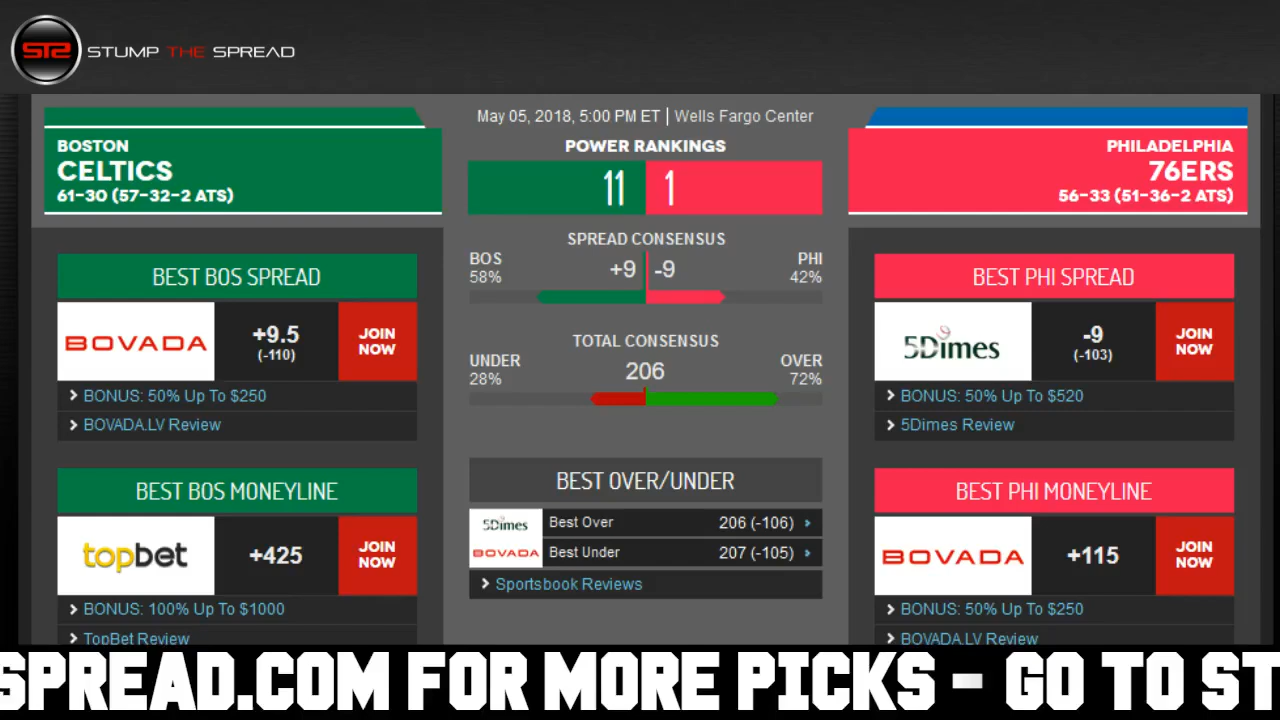 STS STUMP THE SPREAD
May 05, 2018, 5:00 PM ET | Wells Fargo Center
BOSTON
CELTICS
61-30 (57-32-2 ATS)
POWER RANKINGS
11 1
PHILADELPHIA
76ERS
56-33 (51-36-2 ATS)
SPREAD CONSENSUS
BOS
58%
+9 -9
PHI
42%
TOTAL CONSENSUS
UNDER
28%
206
OVER
72%
BEST BOS SPREAD
BOVADA
+9.5
(-110)
JOIN
NOW
BONUS: 50% Up To $250
BOVADA.LV Review
BEST BOS MONEYLINE
topbet
+425
JOIN
NOW
BONUS: 100% Up To $1000
TopBet Review
BEST OVER/UNDER
5Dimes Best Over 206 (-106)
BOVADA Best Under 207 (-105)
Sportsbook Reviews
BEST PHI SPREAD
5Dimes
-9
(-103)
JOIN
NOW
BONUS: 50% Up To $520
5Dimes Review
BEST PHI MONEYLINE
BOVADA
+115
JOIN
NOW
BONUS: 50% Up To $250
BOVADA.LV Review
SPREAD.COM FOR MORE PICKS - GO TO ST